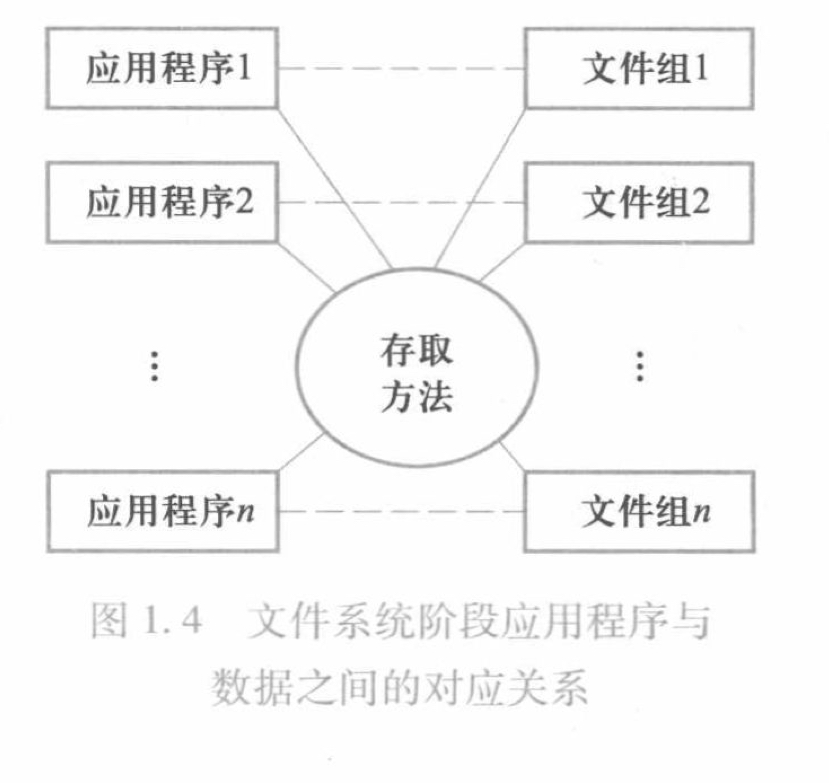 应用程序1
文件组1
应用程序2
文件组2
⋮
⋮
存取
方法
应用程序n
文件组n
图 1.4 文件系统阶段应用程序与
数据之间的对应关系